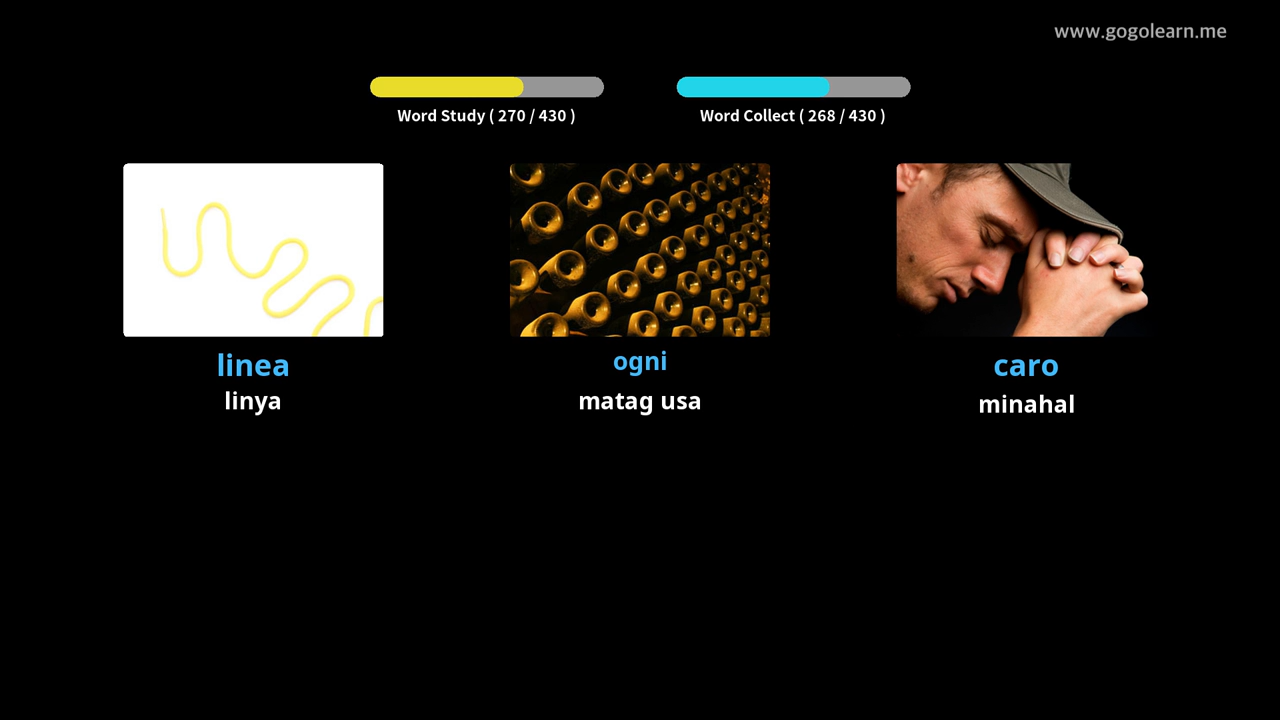 www.gogolearn.me
Word Study ( 270 / 430 )
Word Collect ( 268 / 430 )
linea
linya
ogni
matag usa
caro
minahal